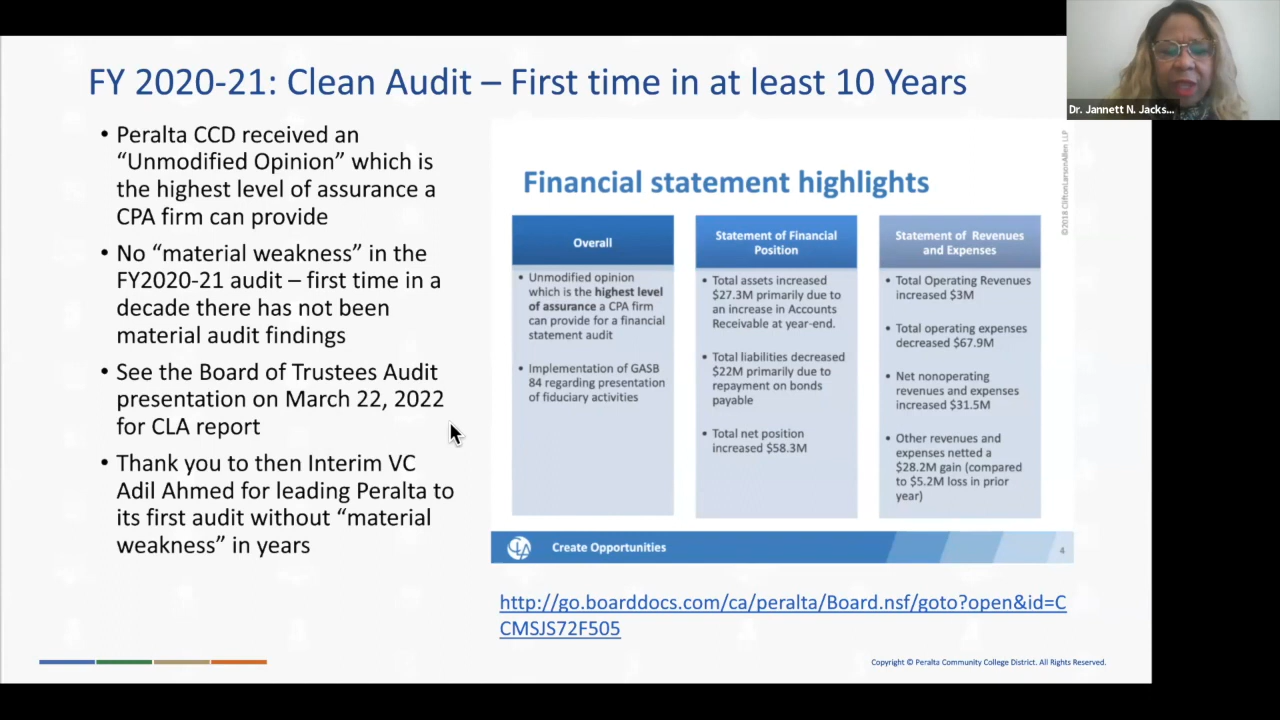 FY 2020-21: Clean Audit – First time in at least 10 Years
• Peralta CCD received an
“Unmodified Opinion” which is
the highest level of assurance a
CPA firm can provide
• No “material weakness” in the
FY2020-21 audit – first time in a
decade there has not been
material audit findings
• See the Board of Trustees Audit
presentation on March 22, 2022
for CLA report
• Thank you to then Interim VC
Adil Ahmed for leading Peralta to
its first audit without “material
weakness” in years
Financial statement highlights
Overall
• Unmodified opinion
which is the highest level
of assurance a CPA firm
can provide for a financial
statement audit
• Implementation of GASB
84 regarding presentation
of fiduciary activities
Statement of Financial
Position
• Total assets increased
$27.3M primarily due to
an increase in Accounts
Receivable at year-end.
• Total liabilities decreased
$22M primarily due to
repayment on bonds
payable
• Total net position
increased $58.3M
Statement of Revenues
and Expenses
• Total Operating Revenues
increased $3M
• Total operating expenses
decreased $67.9M
• Net nonoperating
revenues and expenses
increased $31.5M
• Other revenues and
expenses netted a
$28.2M gain (compared
to $5.2M loss in prior
year)
©2018 CliftonLarsonAllen LLP
CLA
Create Opportunities
4
http://go.boarddocs.com/ca/peralta/Board.nsf/goto?open&id=C
CMSJS72F505
Copyright © Peralta Community College District. All Rights Reserved.
Dr. Jannett N. Jacks...